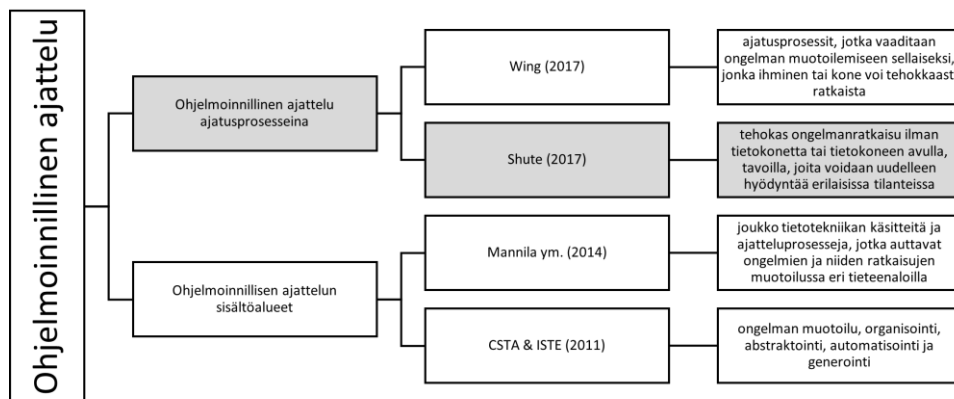 Ohjelmoinnillinen ajattelu
Ohjelmoinnillinen ajattelu
ajatusprosesseina
Wing (2017)
ajatusprosessit, jotka vaaditaan
ongelman muotoilemiseen sellaiseksi,
jonka ihminen tai kone voi tehokkaast
ratkaista
Shute (2017)
tehokas ongelmanratkaisu ilman
tietokonetta tai tietokoneen avulla,
tavoilla, joita voidaan uudelleen
hyödyntää erilaisissa tilanteissa
Ohjelmoinnillisen ajattelun
sisältöalueet
Mannila ym. (2014)
joukko tietotekniikan käsitteitä ja
ajatteluprosesseja, jotka auttavat
ongelmien ja niiden ratkaisujen
muotoilussa eri tieteenaloilla
CSTA & ISTE (2011)
ongelman muotoilu, organisointi,
abstraktointi, automatisointi ja
generointi